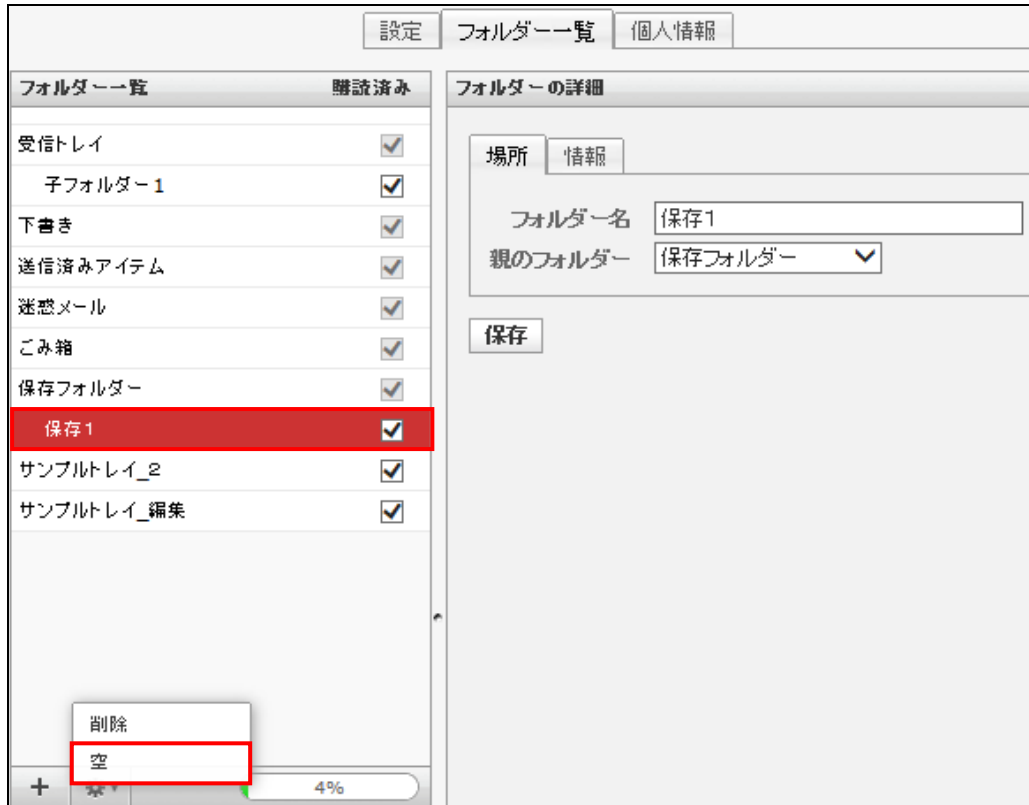 設定 フォルダー一覧 個人情報
フォルダー一覧 購読済み
フォルダーの詳細
受信トレイ
子フォルダー1
下書き
送信済みアイテム
迷惑メール
ごみ箱
保存フォルダー
保存1
サンプルトレイ_2
サンプルトレイ_編集
場所 情報
フォルダー名 保存1
親のフォルダー 保存フォルダー
保存
削除
空
4%